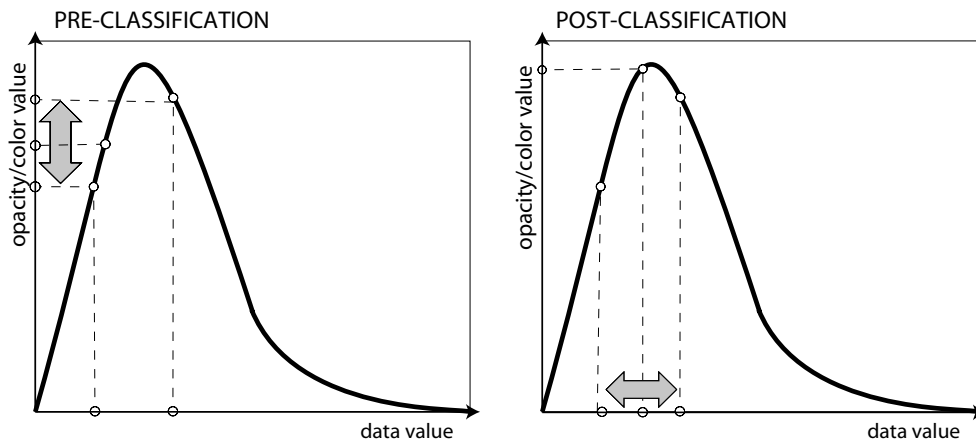 PRE-CLASSIFICATION
opacity/color value
data value
POST-CLASSIFICATION
opacity/color value
data value